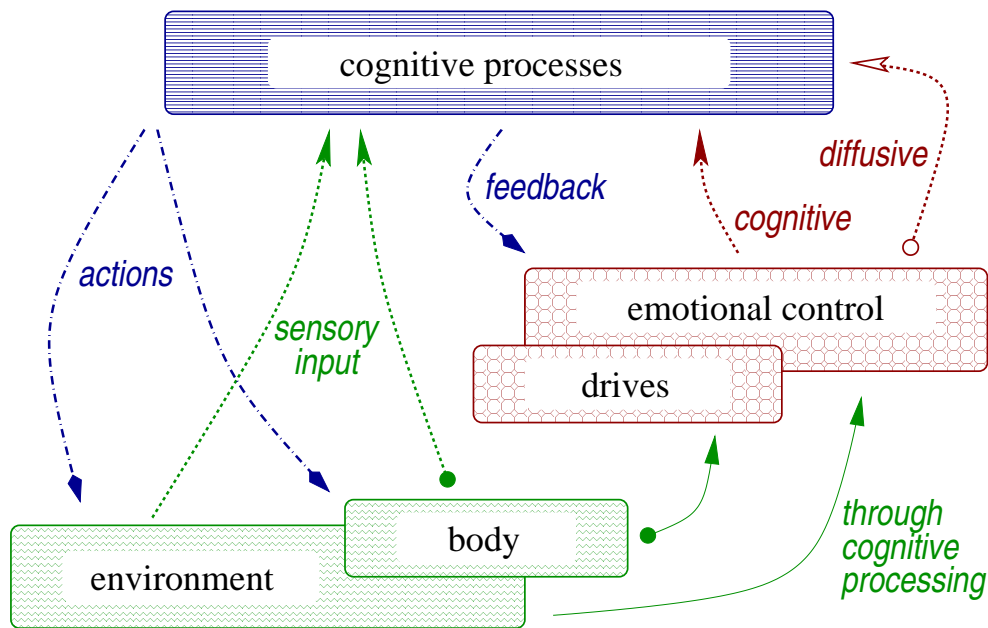 cognitive processes
diffusive
feedback
cognitive
actions
emotional control
sensory
input
drives
through
cognitive
processing
body
environment